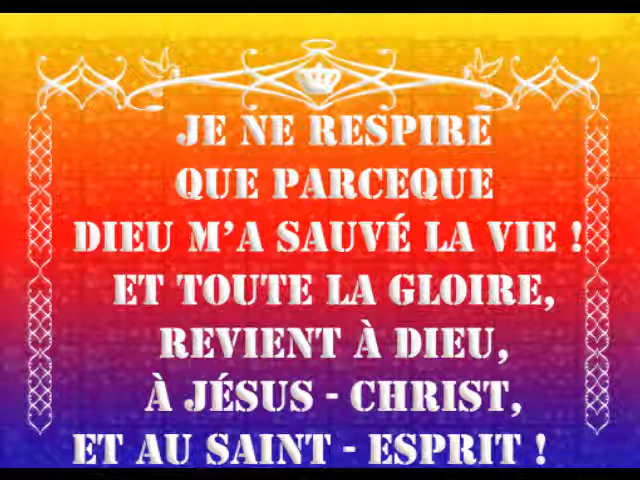 JE NE RESPIRE
QUE PARCEQUE
DIEU M'A SAUVÉ LA VIE !
ET TOUTE LA GLOIRE,
REVIENT À DIEU,
À JÉSUS - CHRIST,
ET AU SAINT - ESPRIT !